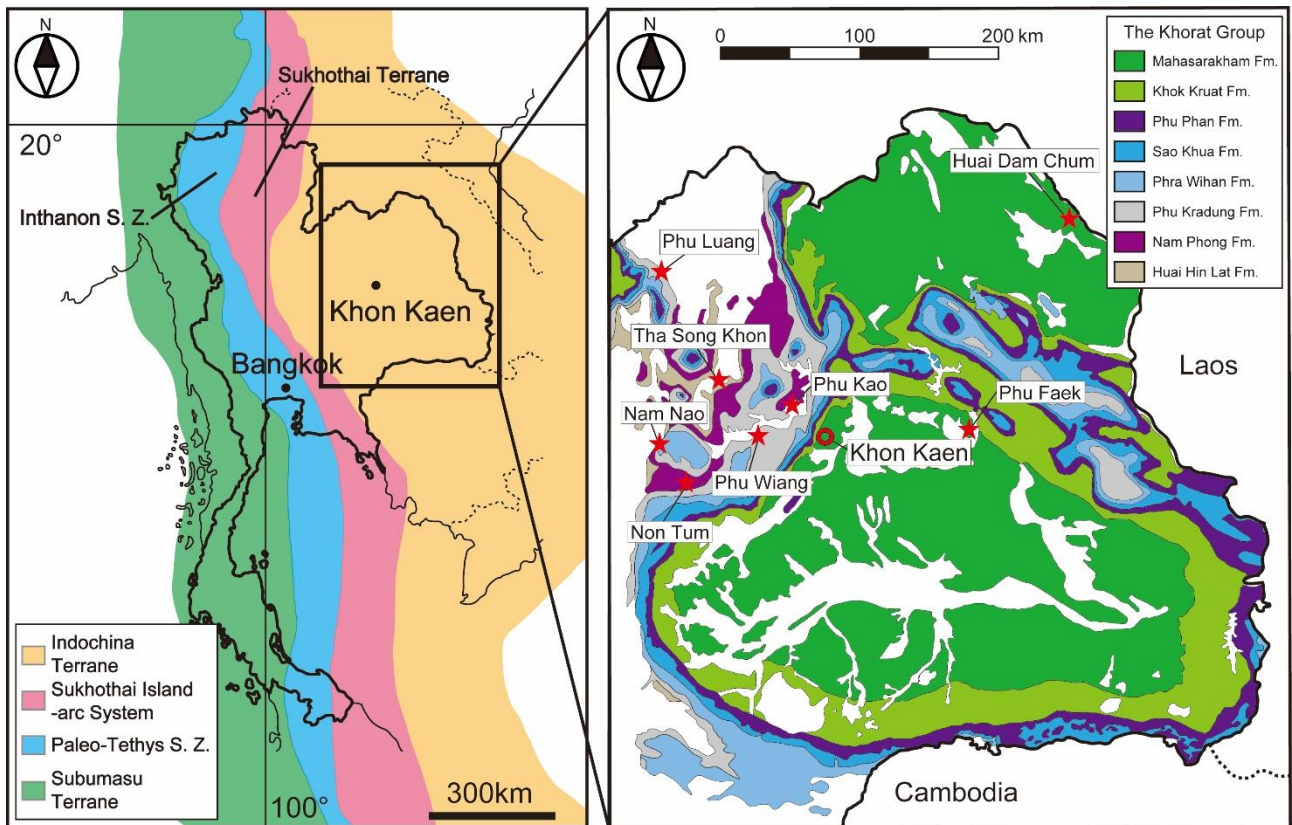 N
Sukhothai Terrane
20°
Inthanon S. Z.
Khon Kaen
Bangkok
Indochina
Terrane
Sukhothai Island
-arc System
Paleo-Tethys S. Z.
Subumasu
Terrane
100°
300km
N
0 100 200 km
The Khorat Group
Mahasarakham Fm.
Khok Kruat Fm.
Phu Phan Fm.
Sao Khua Fm.
Phra Wihan Fm.
Phu Kradung Fm.
Nam Phong Fm.
Huai Hin Lat Fm.
Huai Dam Chum
Phu Luang
Tha Song Khon
Laos
Phu Kao
Phu Faek
Nam Nao
Khon Kaen
Phu Wiang
Non Tum
Cambodia